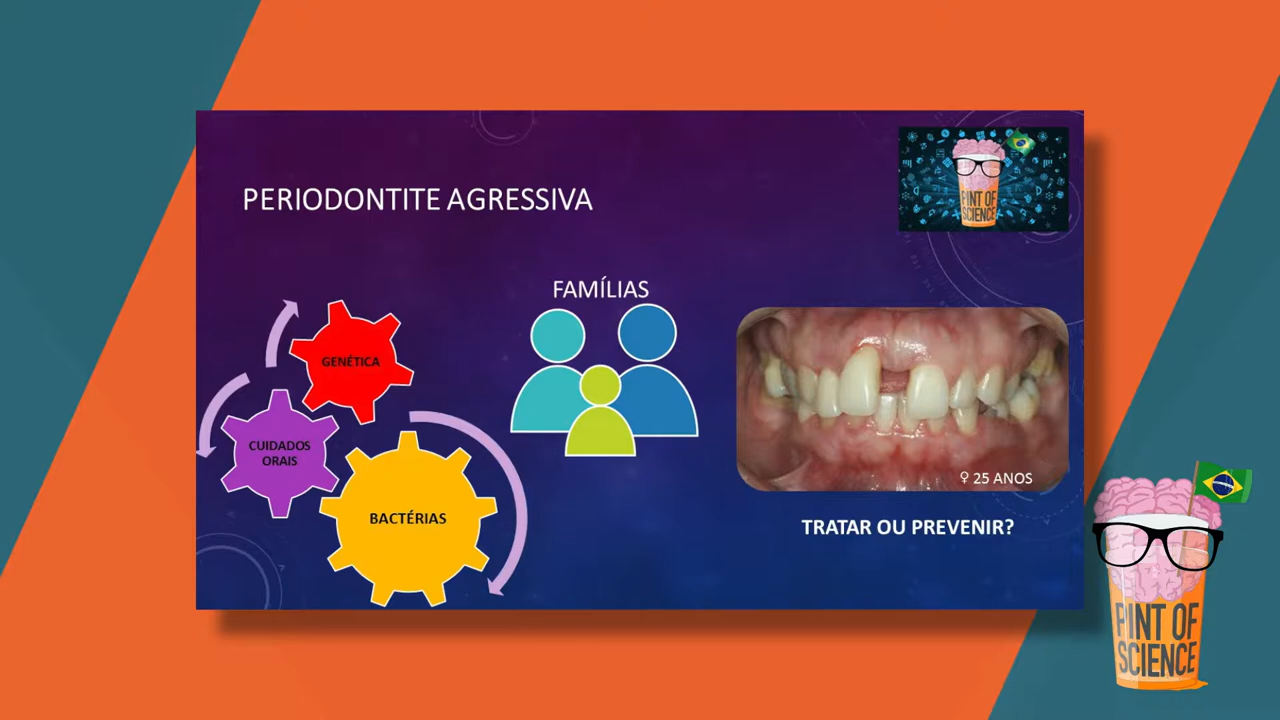 PERIODONTITE AGRESSIVA
PINT OF
SCIENCE
FAMÍLIAS
GENÉTICA
CUIDADOS
ORAIS
BACTÉRIAS
♀ 25 ANOS
TRATAR OU PREVENIR?
PINT OF
SCIENCE